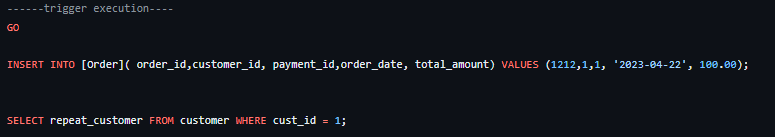 ------trigger execution----
GO
INSERT INTO [Order]( order_id,customer_id, payment_id,order_date, total_amount) VALUES (1212,1,1, '2023-04-22', 100.00);
SELECT repeat_customer FROM customer WHERE cust_id = 1;